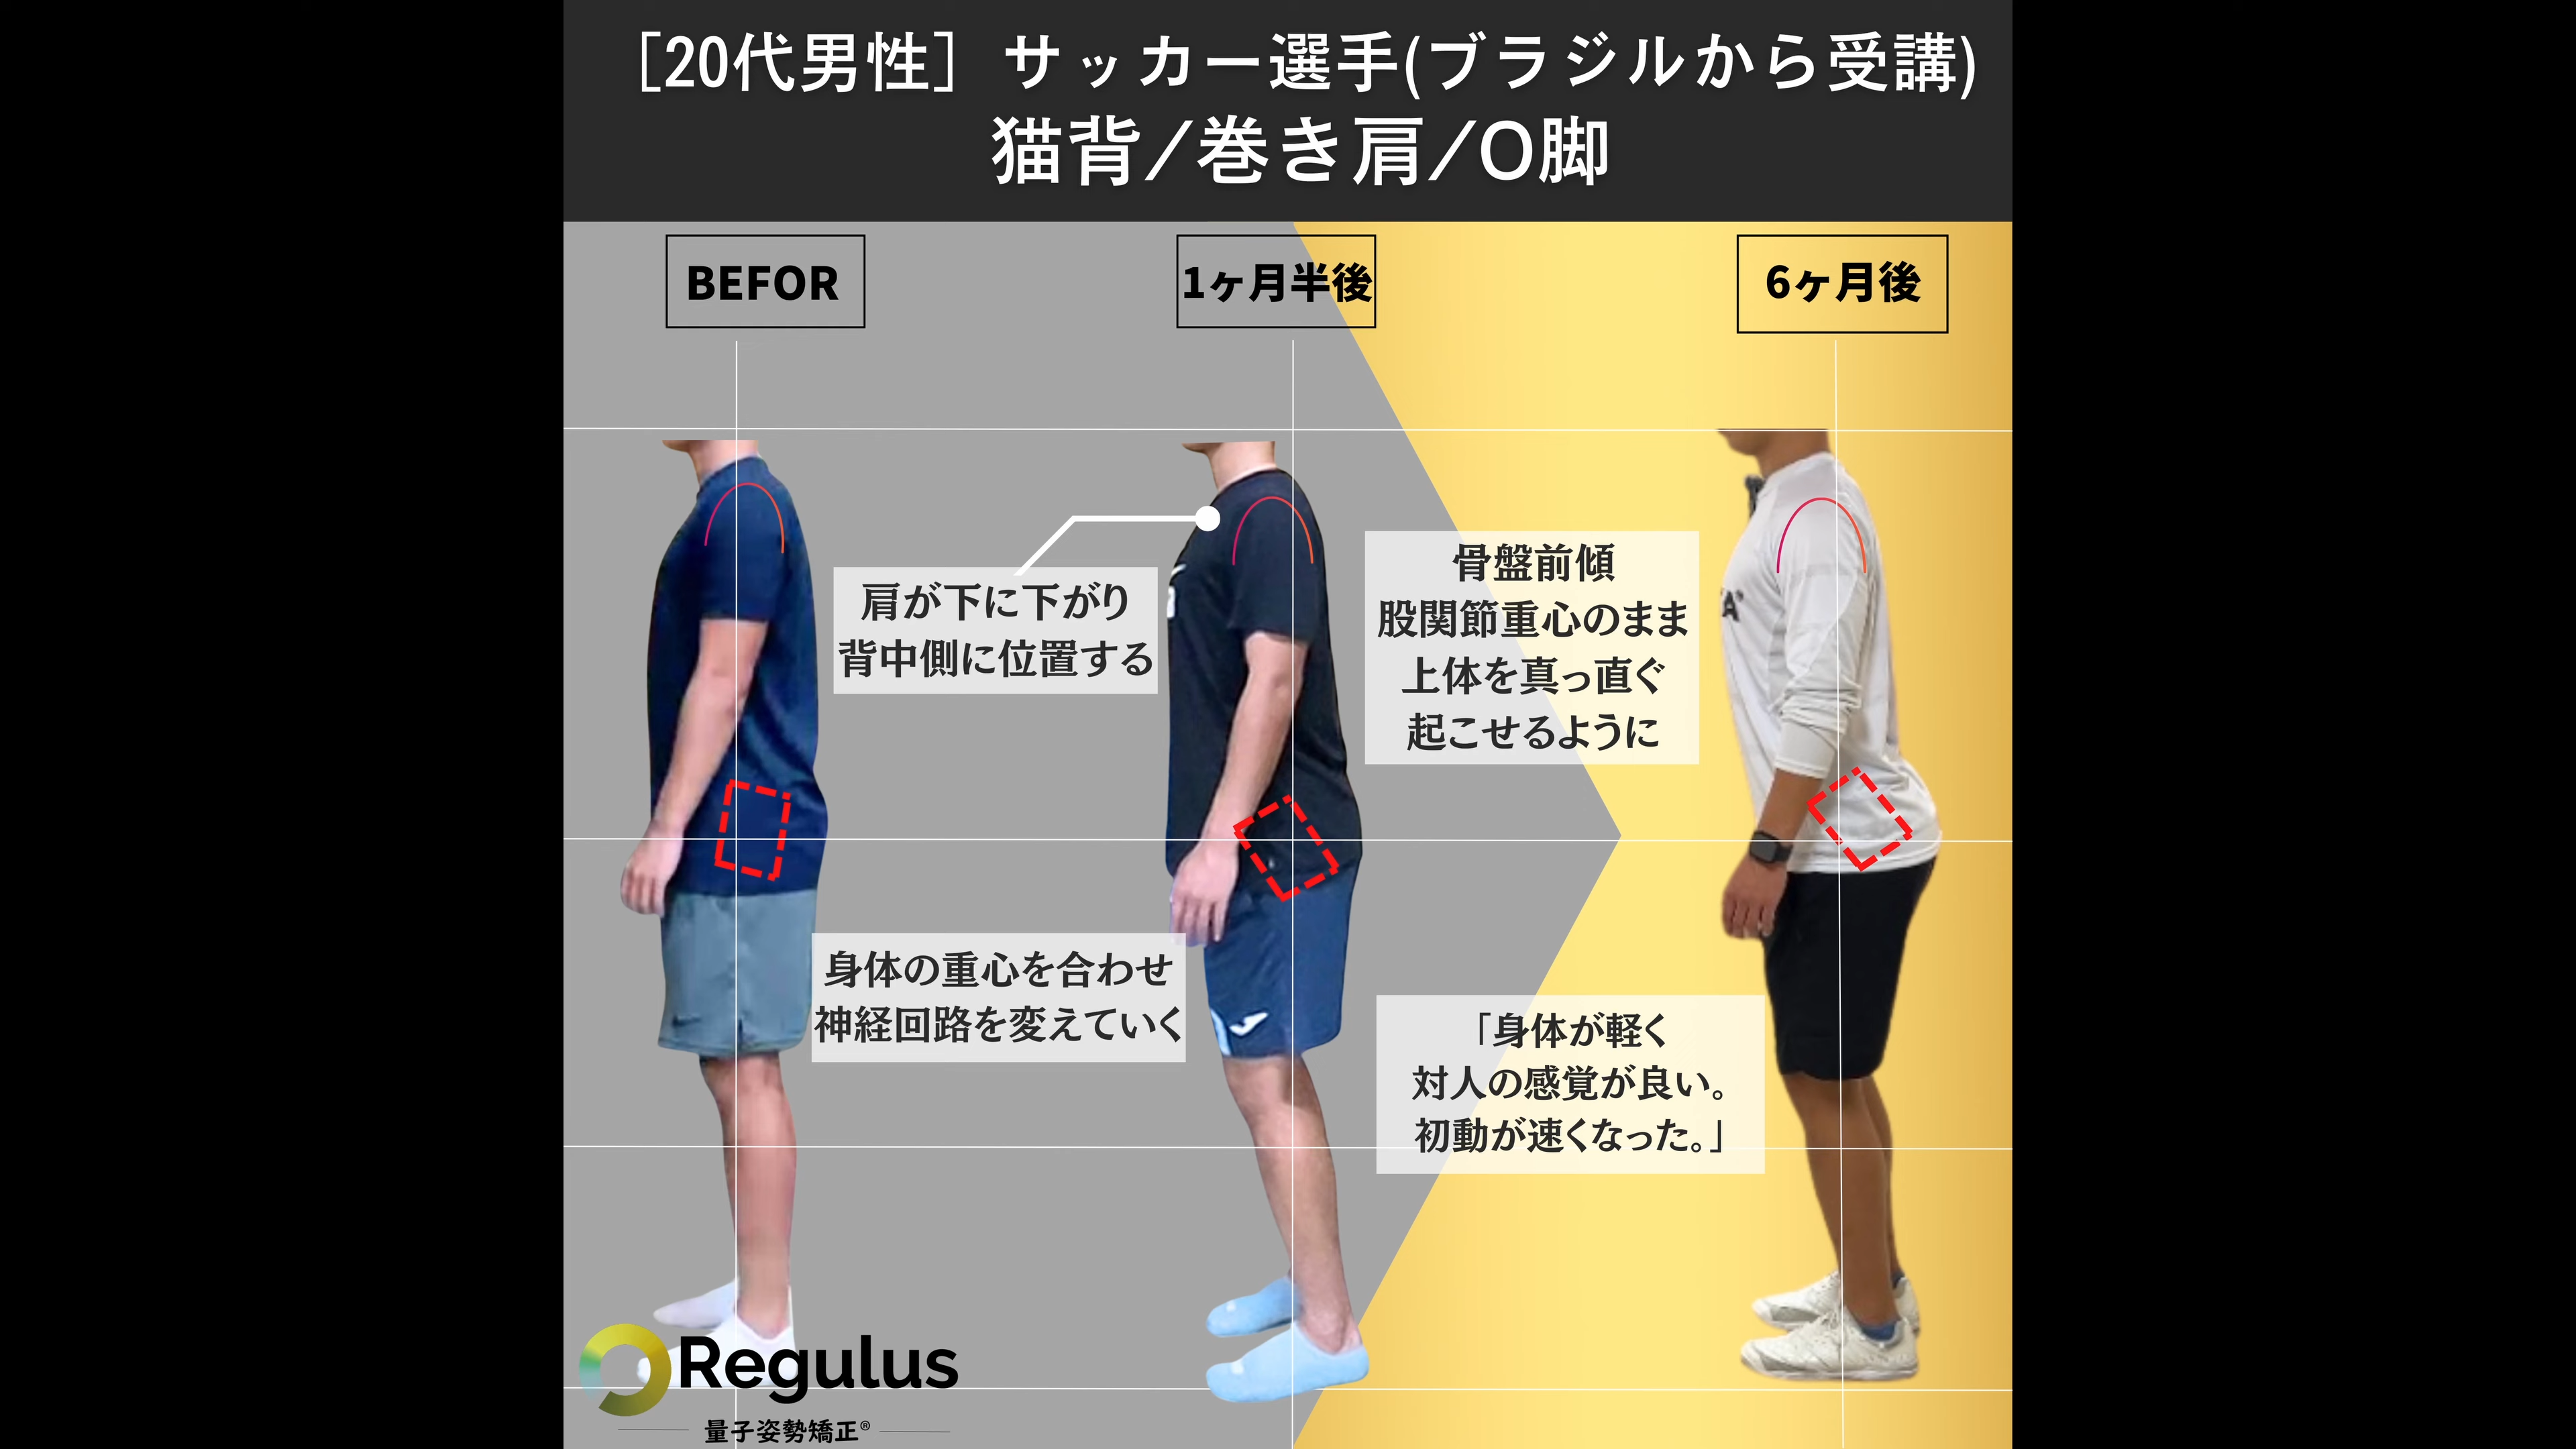 ［20代男性］サッカー選手(ブラジルから受講)
猫背/巻き肩/O脚
BEFOR
1ヶ月半後
6ヶ月後
肩が下に下がり
背中側に位置する
骨盤前傾
股関節重心のまま
上体を真っ直ぐ
起こせるように
身体の重心を合わせ
神経回路を変えていく
「身体が軽く
対人の感覚が良い。
初動が速くなった。」
Regulus
量子姿勢矯正®